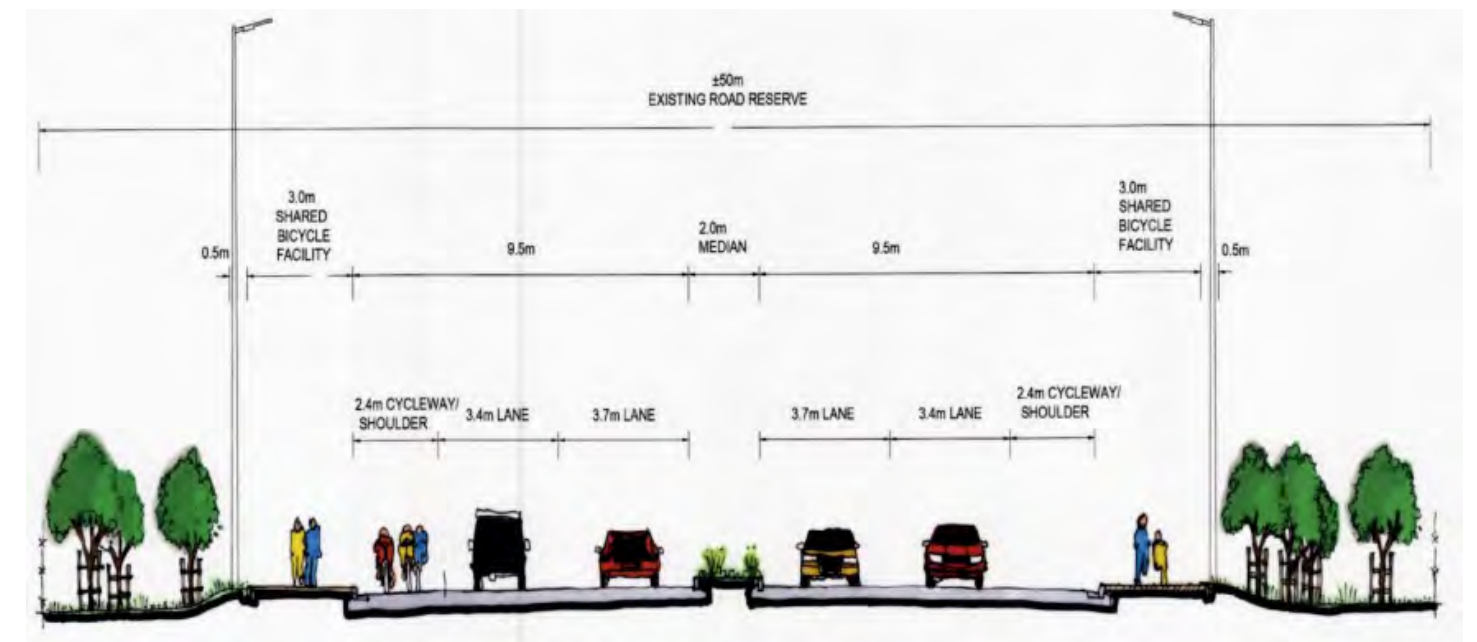 ±50m
EXISTING ROAD RESERVE
3.0m
SHARED
BICYCLE
FACILITY
0.5m
9.5m
2.0m
MEDIAN
9.5m
3.0m
SHARED
BICYCLE
FACILITY
0.5m
2.4m CYCLEWAY/
SHOULDER
3.4m LANE
3.7m LANE
3.7m LANE
3.4m LANE
2.4m CYCLEWAY/
SHOULDER